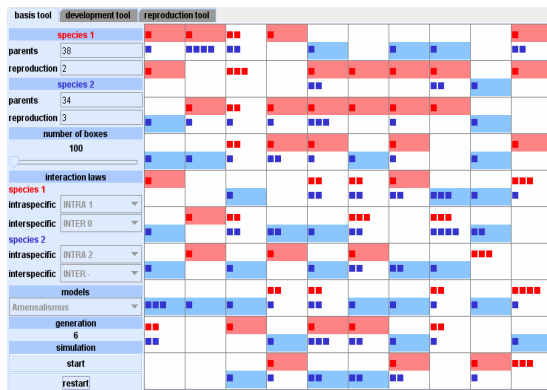 basis tool development tool reproduction tool
species 1
parents 38
reproduction 2
species 2
parents 34
reproduction 3
number of boxes
100
interaction laws
species 1
intraspecific INTRA 1
interspecific INTER 0
species 2
intraspecific INTRA 2
interspecific INTER -
models
Amensalismus
generation
6
simulation
start
restart